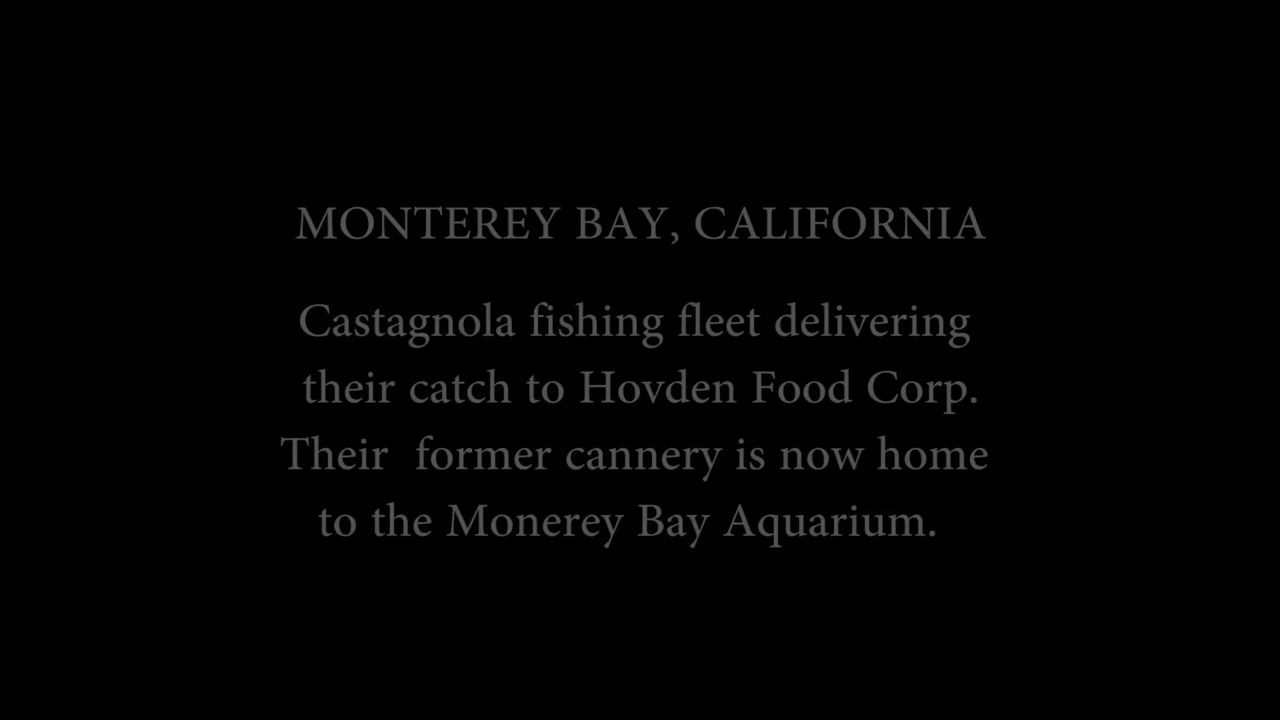 MONTEREY BAY, CALIFORNIA
Castagnola fishing fleet delivering
their catch to Hovden Food Corp.
Their  former cannery is now home
to the Monerey Bay Aquarium.